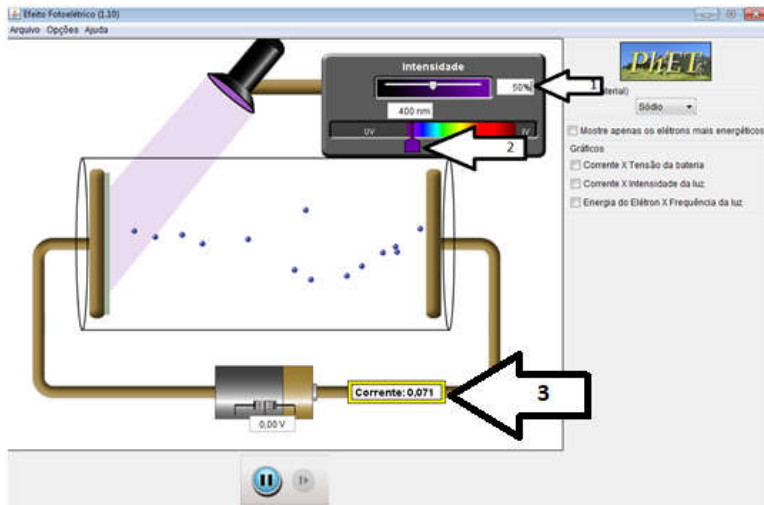 Efeito Fotoelétrico (1.10)
Arquivo Opções Ajuda
Intensidade
50%
1
400 nm
UV
IV
2
PhET
Sódio
Mostre apenas os elétrons mais energéticos
Gráficos
Corrente X Tensão da bateria
Corrente X Intensidade da luz
Energia do Elétron X Frequência da luz
Corrente: 0,071
3
0,00 V